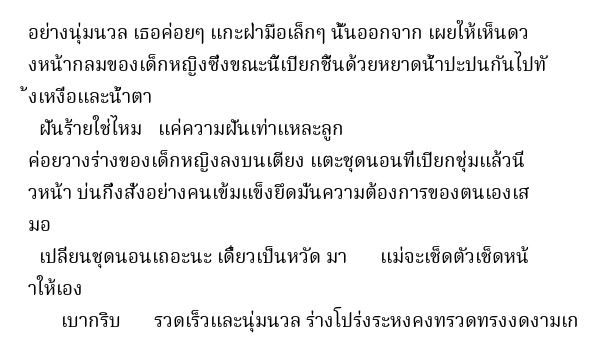 อย่างนุ่มนวล เธอค่อยๆ แกะฝ่ามือเล็กๆ นั้นออกจาก เผยให้เห็นดว
งหน้ากลมของเด็กหญิงซึ่งขณะนี้เปียกชื้นด้วยหยาดน้ำปะปนกันไปทั
้งเหงื่อและน้ำตา
ฝันร้ายใช่ไหม แค่ความฝันเท่าแหละลูก
ค่อยวางร่างของเด็กหญิงลงบนเตียง แตะชุดนอนที่เปียกชุ่มแล้วนิ่
วหน้า บ่นกึ่งสั่งอย่างคนเข้มแข็งยึดมั่นความต้องการของตนเองเส
มอ
เปลี่ยนชุดนอนเถอะนะ เดี๋ยวเป็นหวัด มา แม่จะเช็ดตัวเช็ดหน้
าให้เอง
เบากริบ รวดเร็วและนุ่มนวล ร่างโปร่งระหงคงทรวดทรงงดงามเก